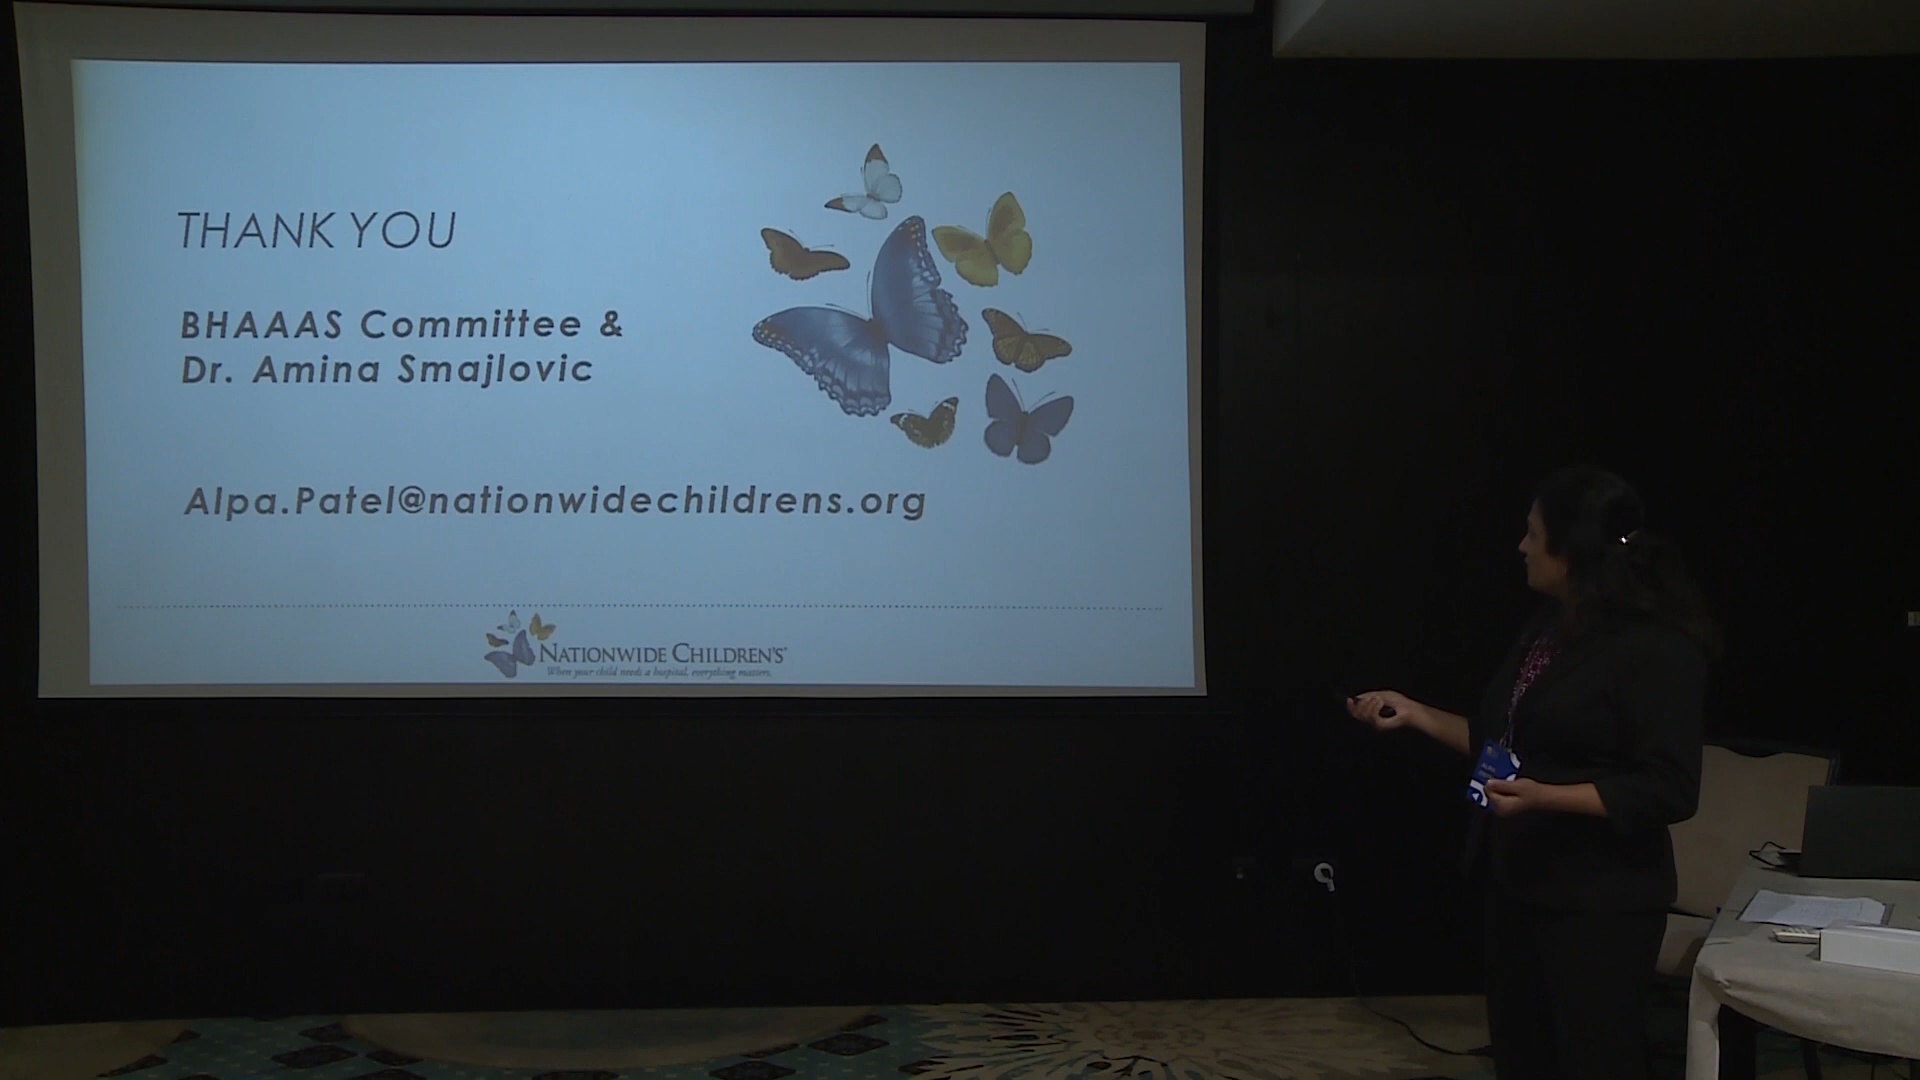 THANK YOU
BHAAAS Committee &
Dr. Amina Smajlovic
Alpa.Patel@nationwidechildrens.org
NATIONWIDE CHILDREN'S®
When your child needs a hospital, everything matters.